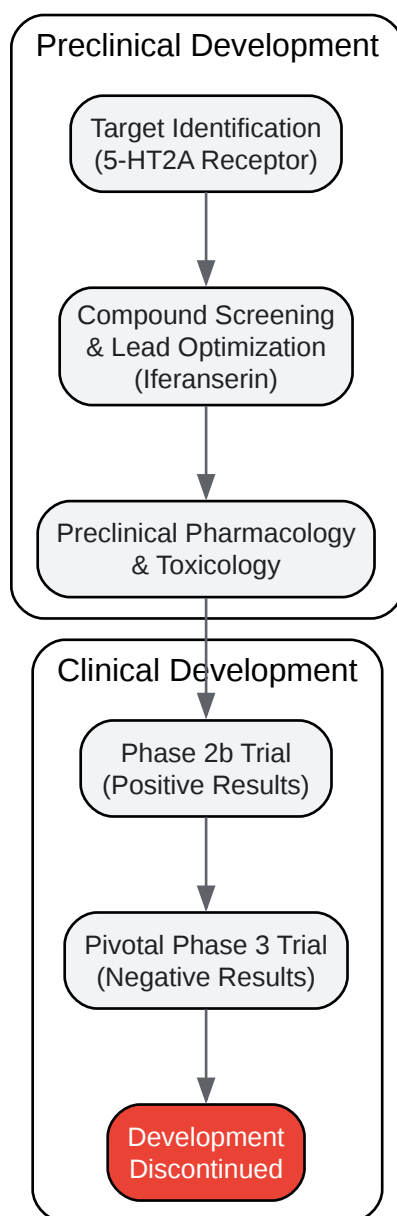 Preclinical Development
Target Identification
(5-HT2A Receptor)
Compound Screening
& Lead Optimization
(Iferanserin)
Preclinical Pharmacology
& Toxicology
Clinical Development
Phase 2b Trial
(Positive Results)
Pivotal Phase 3 Trial
(Negative Results)
Development
Discontinued